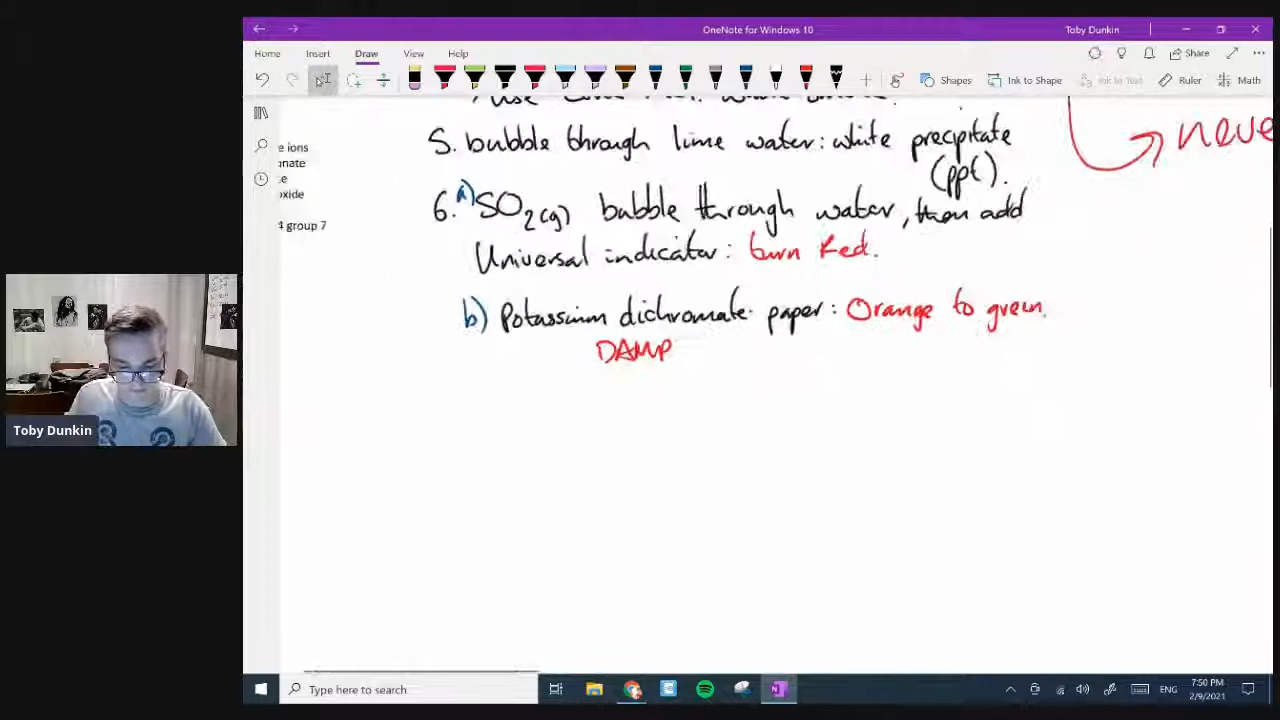 OneNote for Windows 10
Toby Dunkin
Home Insert Draw View Help
Share
Shapes
Ink to Shape
Ink to Text
Ruler
Math
e ions
nate
e
oxide
4 group 7
5. bubble through lime water: white precipitate
(ppt).
neve
6. a) SO2(g) bubble through water, then add
Universal indicator: turn Red.
b) Potassium dichromate paper: Orange to green.
DAMP
Toby Dunkin
Type here to search
ENG
7:50 PM
2/9/2021